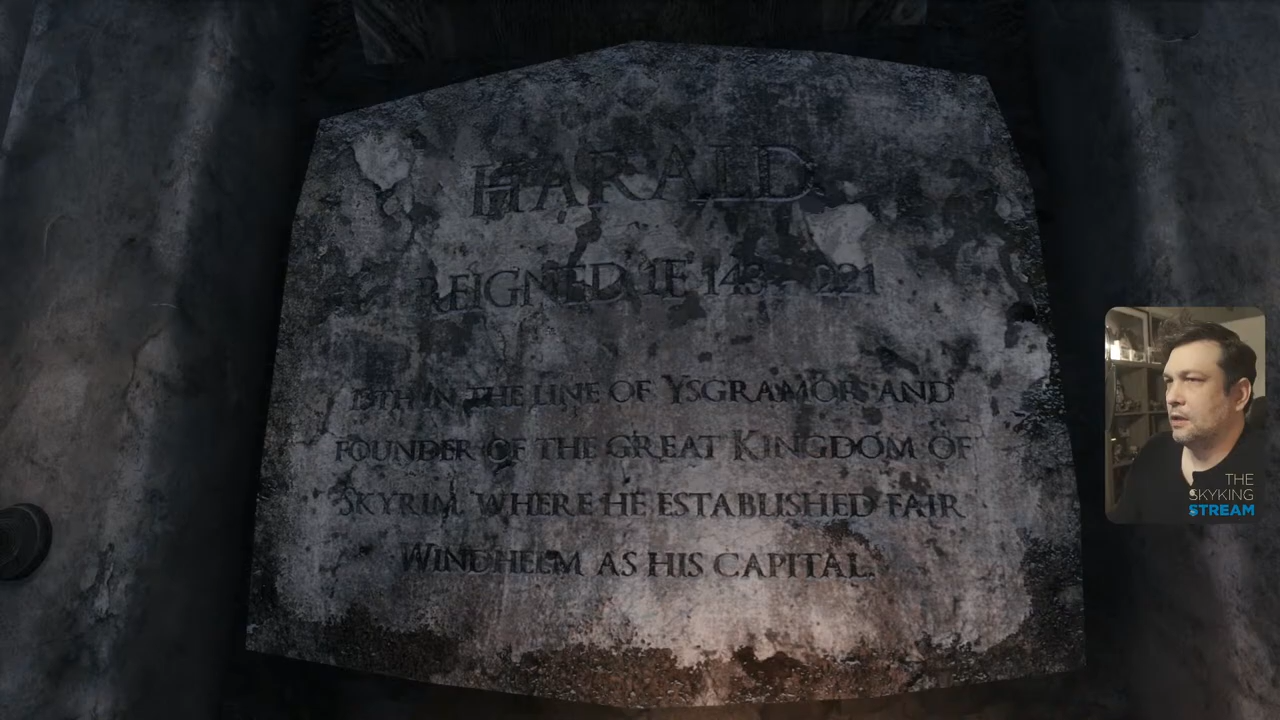 HARALD
REIGNED 1E 143 - 221
13TH IN THE LINE OF YSGRAMOR AND
FOUNDER OF THE GREAT KINGDOM OF
SKYRIM, WHERE HE ESTABLISHED FAIR
WINDHELM AS HIS CAPITAL.
THE
SKYKING
STREAM